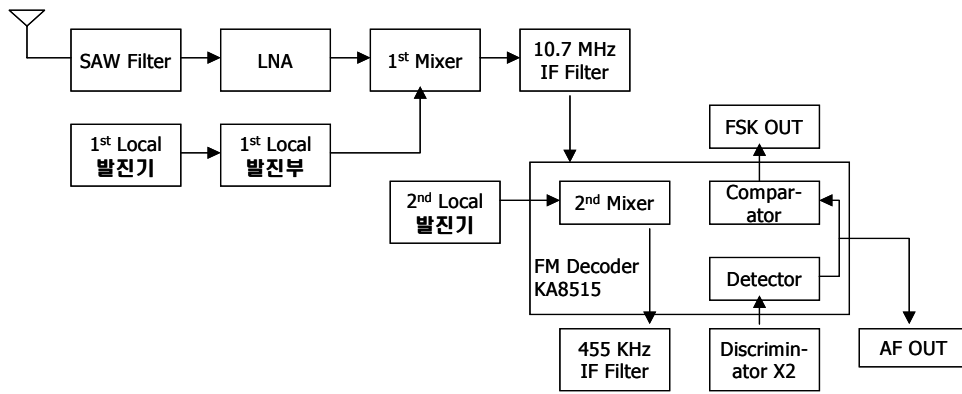 SAW Filter
LNA
1st Mixer
10.7 MHz
IF Filter
FSK OUT
1st Local
발진기
1st Local
발진부
2nd Local
발진기
2nd Mixer
Compar-
ator
FM Decoder
KA8515
Detector
455 KHz
IF Filter
Discrimin-
ator X2
AF OUT